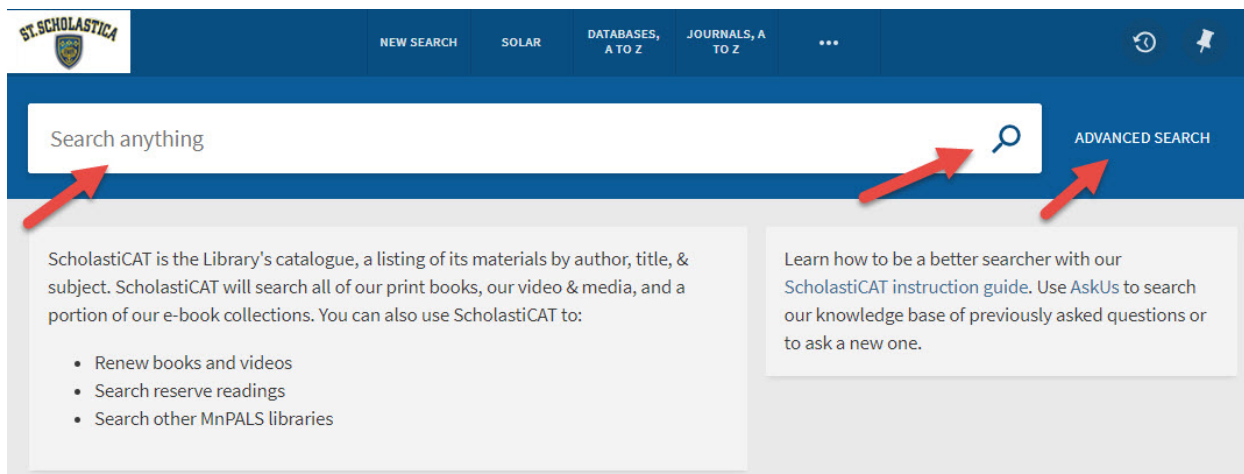 ST.SCHOLASTICA
NEW SEARCH
SOLAR
DATABASES,
A TO Z
JOURNALS, A
TO Z
•••
Search anything
ADVANCED SEARCH
ScholastiCAT is the Library's catalogue, a listing of its materials by author, title, &
subject. ScholastiCAT will search all of our print books, our video & media, and a
portion of our e-book collections. You can also use ScholastiCAT to:
• Renew books and videos
• Search reserve readings
• Search other MnPALS libraries
Learn how to be a better searcher with our
ScholastiCAT instruction guide. Use AskUs to search
our knowledge base of previously asked questions or
to ask a new one.